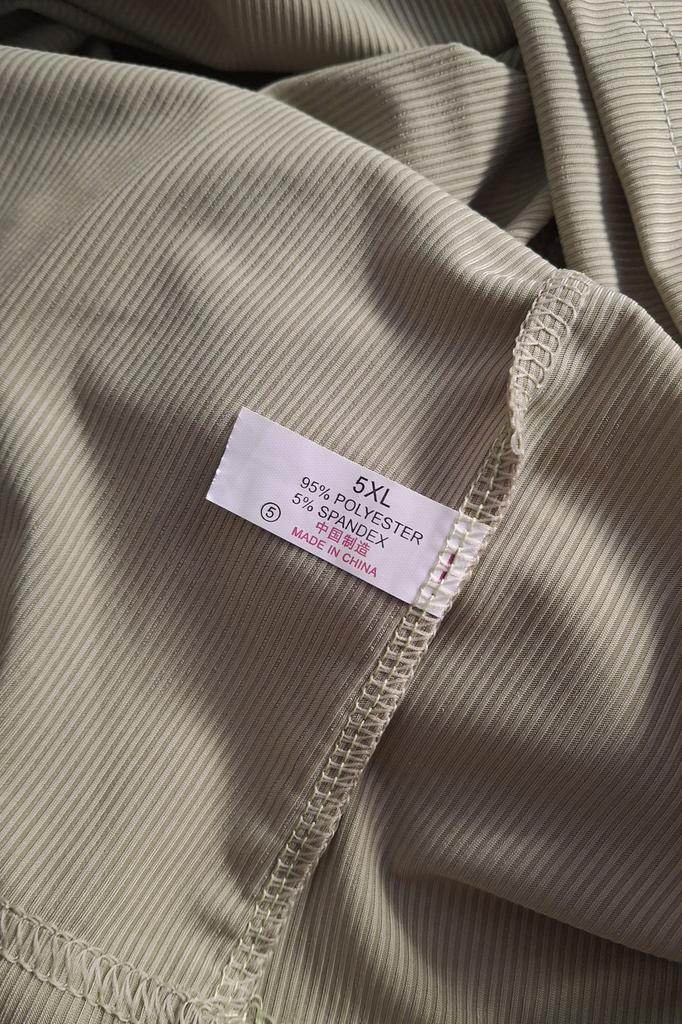 5XL
95% POLYESTER
5% SPANDEX
⑤
中国制造
MADE IN CHINA